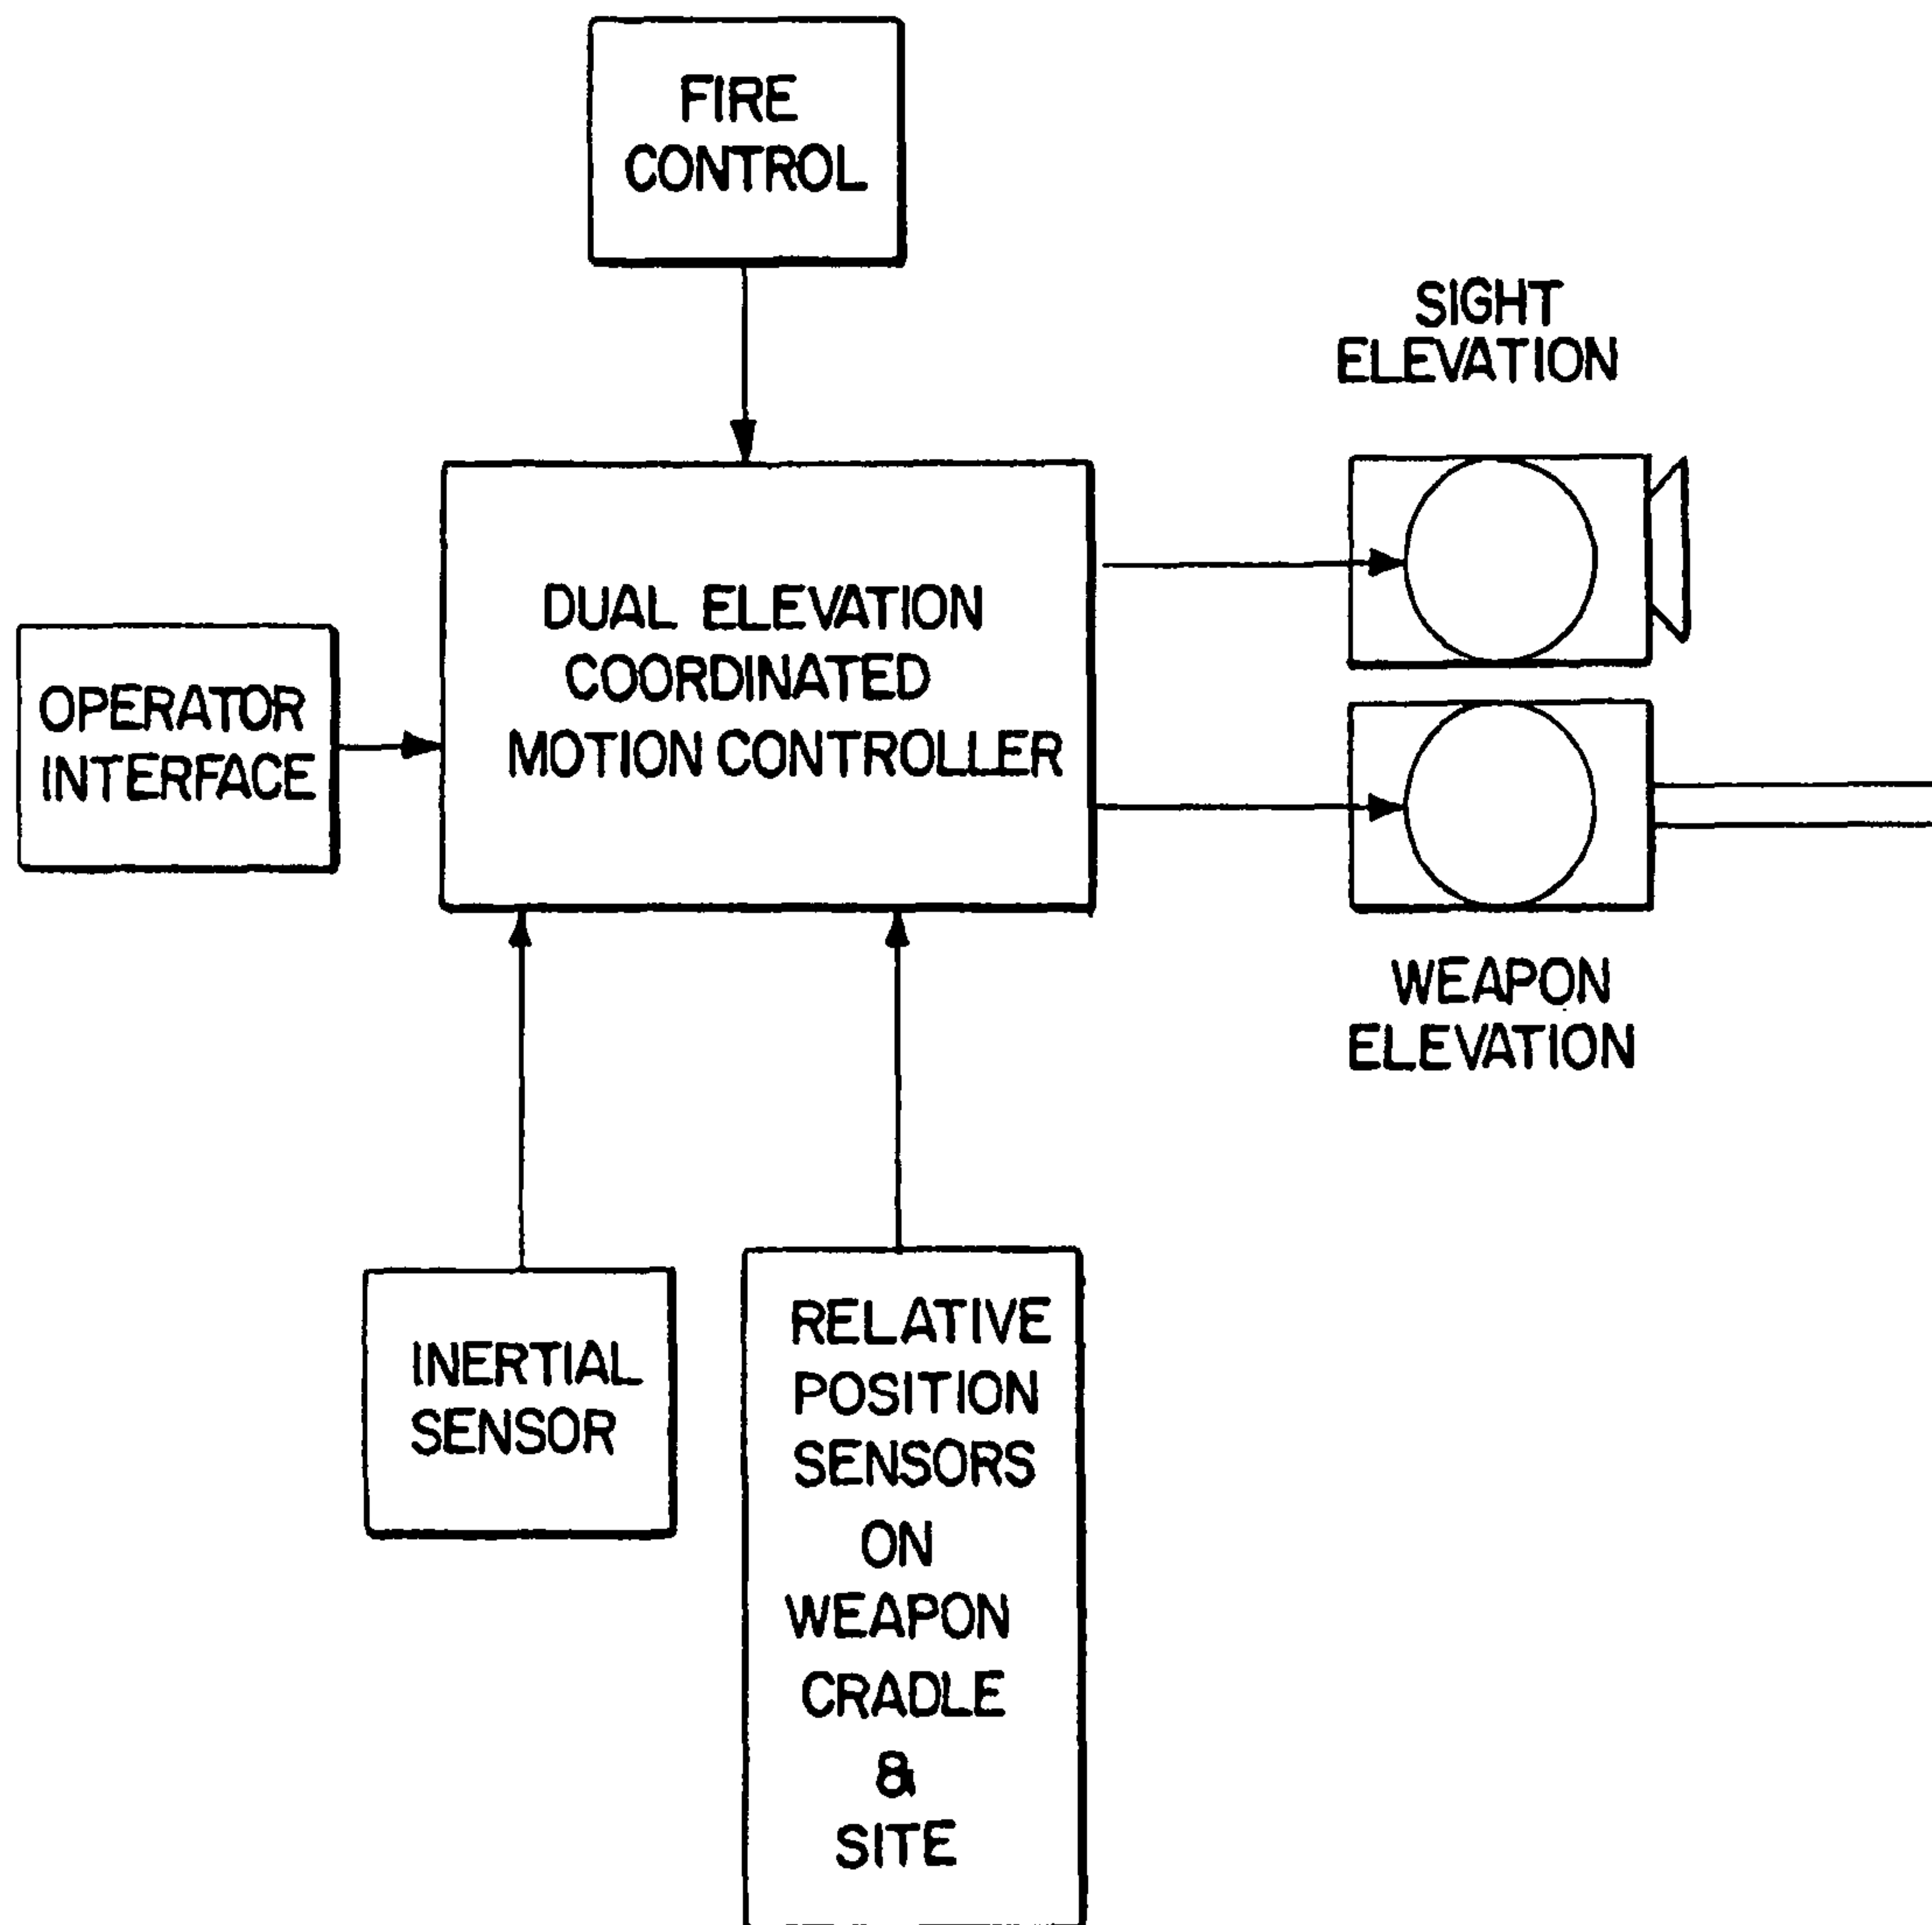 FIRE
CONTROL
SIGHT
ELEVATION
DUAL ELEVATION
COORDINATED
MOTION CONTROLLER
OPERATOR
INTERFACE
WEAPON
ELEVATION
INERTIAL
SENSOR
RELATIVE
POSITION
SENSORS
ON
WEAPON
CRADLE
&
SITE